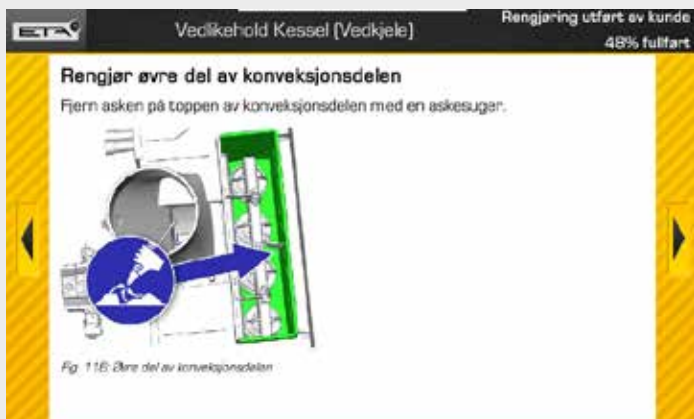 ETA
Vedlikehold Kessel [Vedkjele]
Rengjøring utført av kunde
48% fullført
Rengjør øvre del av konveksjonsdelen
Fjern asken på toppen av konveksjonsdelen med en askesuger.
Fig. 116: Øvre del av konveksjonsdelen